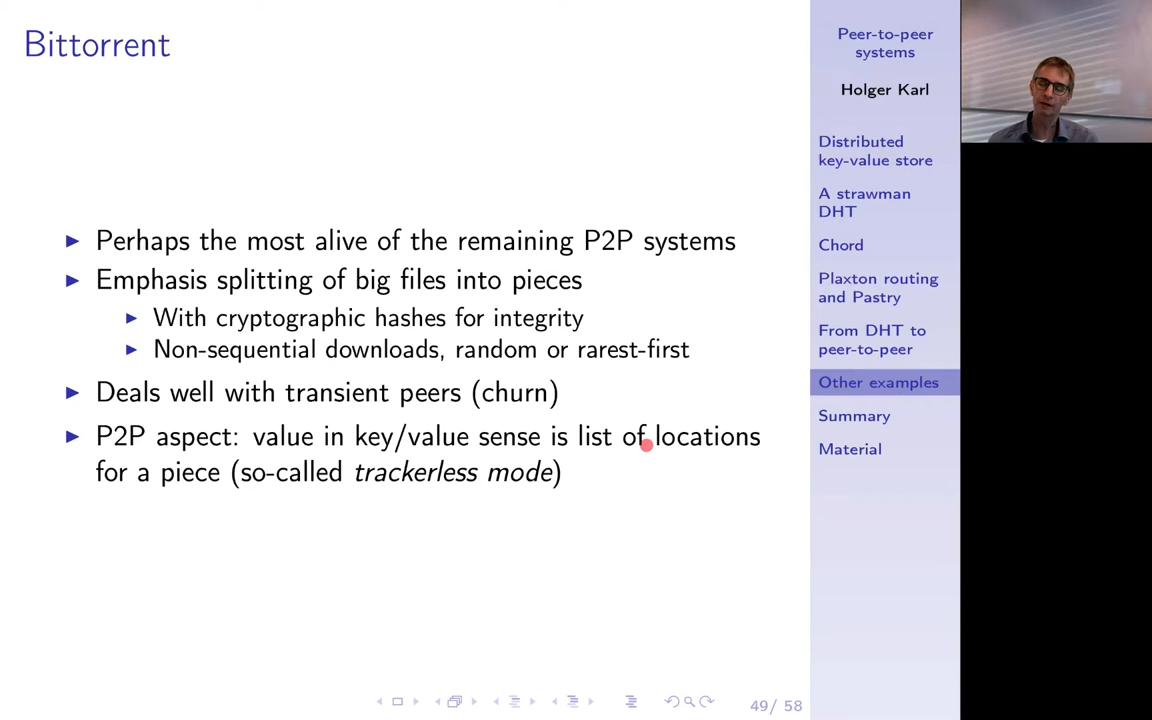 Bittorrent
Perhaps the most alive of the remaining P2P systems
Emphasis splitting of big files into pieces
With cryptographic hashes for integrity
Non-sequential downloads, random or rarest-first
Deals well with transient peers (churn)
P2P aspect: value in key/value sense is list of locations
for a piece (so-called trackerless mode)
49/ 58
Peer-to-peer
systems
Holger Karl
Distributed
key-value store
A strawman
DHT
Chord
Plaxton routing
and Pastry
From DHT to
peer-to-peer
Other examples
Summary
Material